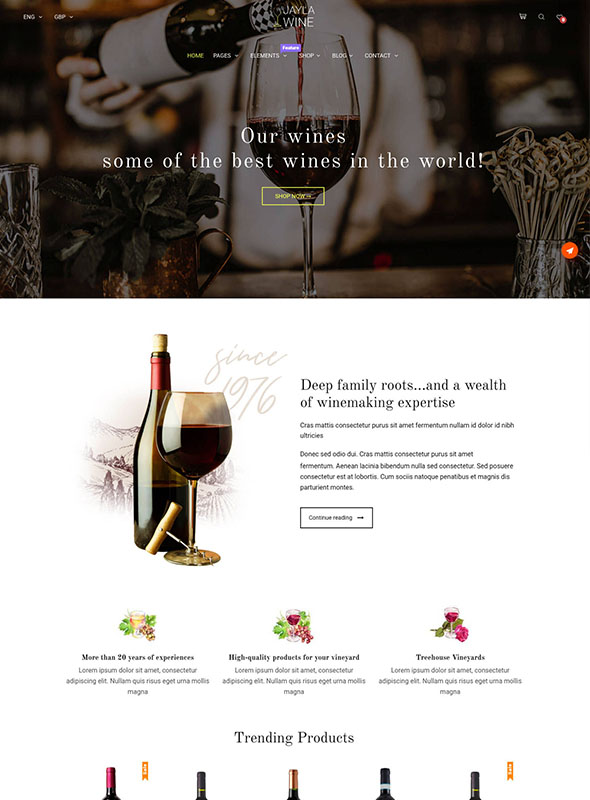 ENG GBP
JAYLA
WINE
0
Feature
HOME PAGES ELEMENTS SHOP BLOG CONTACT
Our wines
some of the best wines in the world!
SHOP NOW
since
1976
Deep family roots...and a wealth
of winemaking expertise
Cras mattis consectetur purus sit amet fermentum nullam id dolor id nibh
ultricies
Donec sed odio dui. Cras mattis consectetur purus sit amet
fermentum. Aenean lacinia bibendum nulla sed consectetur. Sed posuere
consectetur est at lobortis. Cum sociis natoque penatibus et magnis dis
parturient montes.
Continue reading
More than 20 years of experiences
Lorem ipsum dolor sit amet, consectetur
adipiscing elit. Nullam quis risus eget urna mollis
magna
High-quality products for your vineyard
Lorem ipsum dolor sit amet, consectetur
adipiscing elit. Nullam quis risus eget urna mollis
magna
Treehouse Vineyards
Lorem ipsum dolor sit amet, consectetur
adipiscing elit. Nullam quis risus eget urna mollis
magna
Trending Products
Sale
Sale